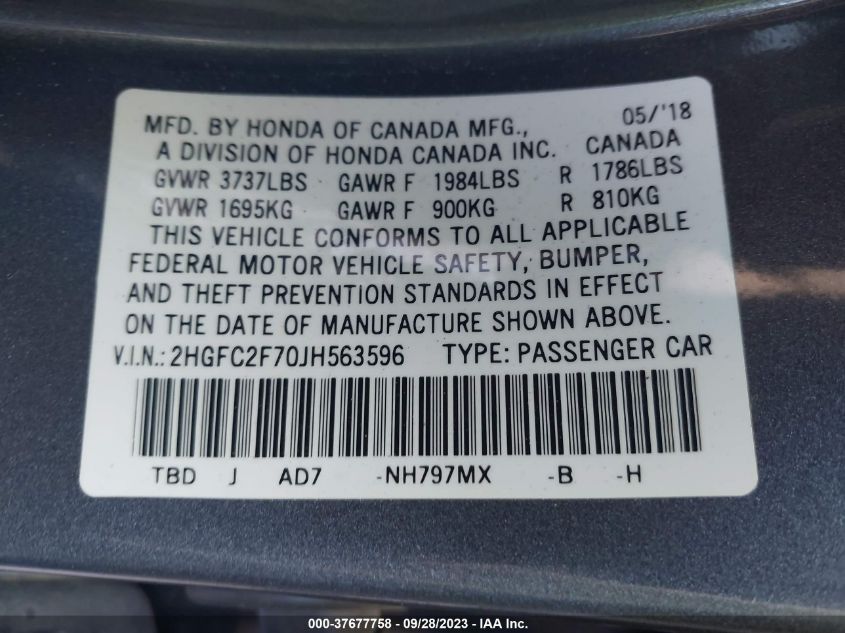 MFD. BY HONDA OF CANADA MFG., 05/'18
A DIVISION OF HONDA CANADA INC. CANADA
GVWR 3737LBS GAWR F 1984LBS R 1786LBS
GVWR 1695KG GAWR F 900KG R 810KG
THIS VEHICLE CONFORMS TO ALL APPLICABLE
FEDERAL MOTOR VEHICLE SAFETY, BUMPER,
AND THEFT PREVENTION STANDARDS IN EFFECT
ON THE DATE OF MANUFACTURE SHOWN ABOVE.
V.I.N.: 2HGFC2F70JH563596 TYPE: PASSENGER CAR
TBD J AD7 -NH797MX -B -H
000-37677758 - 09/28/2023 - IAA Inc.